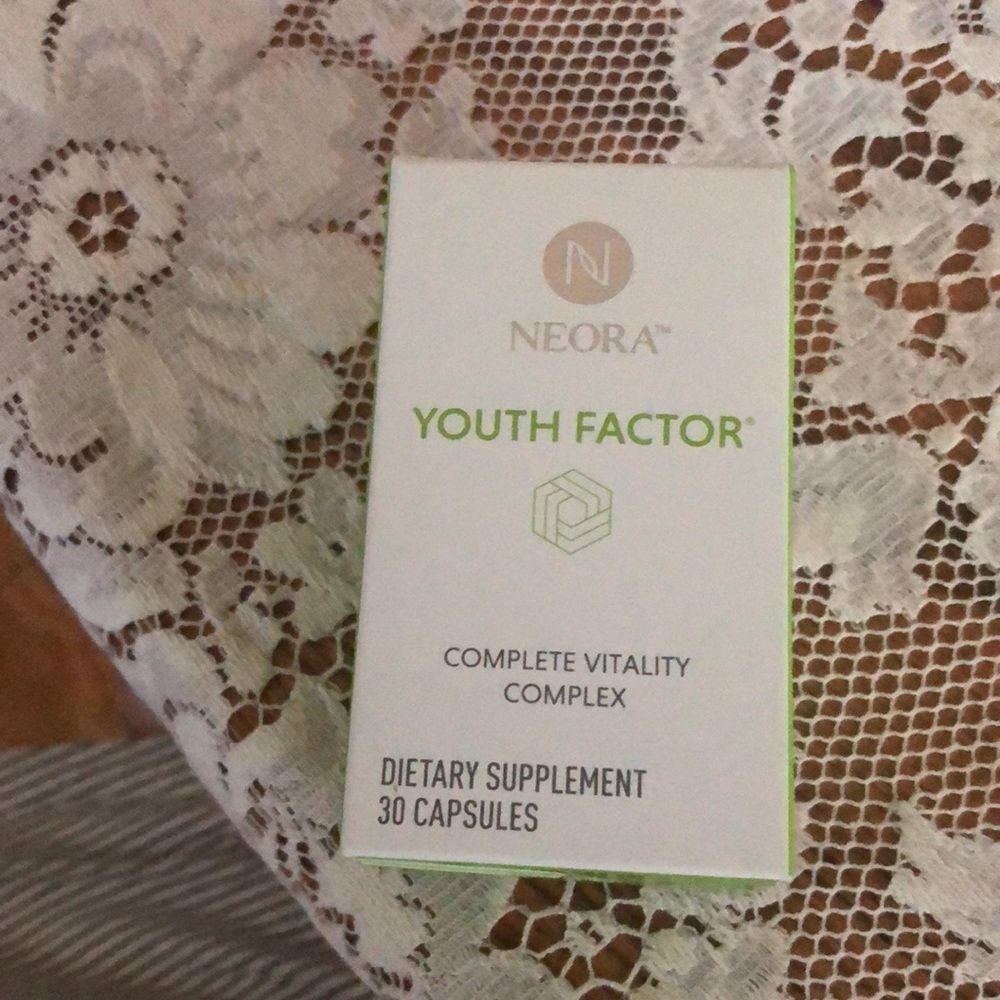 N
NEORA™
YOUTH FACTOR®
COMPLETE VITALITY
COMPLEX
DIETARY SUPPLEMENT
30 CAPSULES